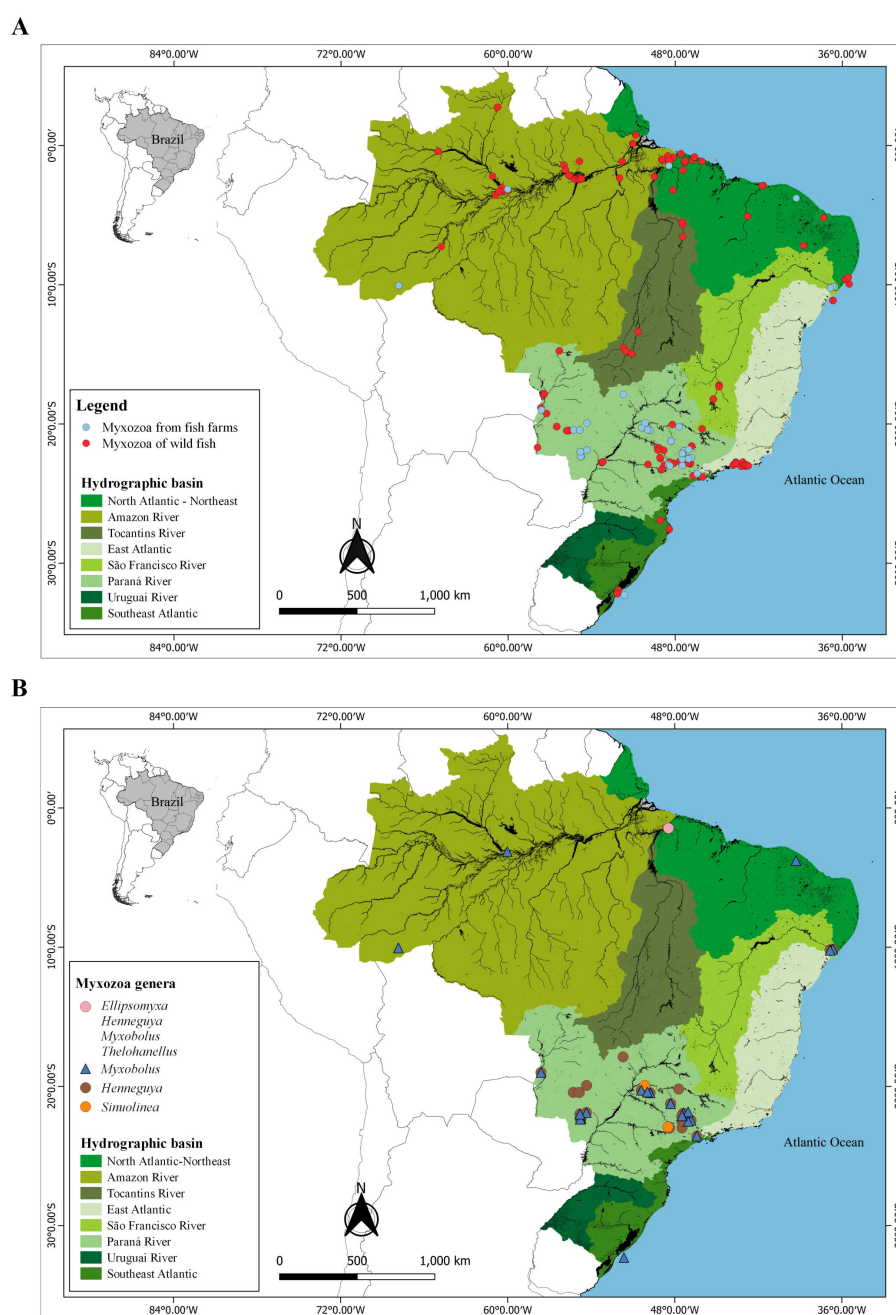 A
84°0.00′W 72°0.00′W 60°0.00′W 48°0.00′W 36°0.00′W
Brazil
0°0.00′
10°0.00′S
20°0.00′S
30°0.00′S
Legend
Myxozoa from fish farms
Myxozoa of wild fish
Hydrographic basin
North Atlantic - Northeast
Amazon River
Tocantins River
East Atlantic
São Francisco River
Paraná River
Uruguai River
Southeast Atlantic
Atlantic Ocean
N
0 500 1,000 km
84°0.00′W 72°0.00′W 60°0.00′W 48°0.00′W 36°0.00′W
B
84°0.00′W 72°0.00′W 60°0.00′W 48°0.00′W 36°0.00′W
Brazil
0°0.00′
10°0.00′S
20°0.00′S
30°0.00′S
Myxozoa genera
Ellipsomyxa
Henneguya
Myxobolus
Thelohanellus
Myxobolus
Henneguya
Sinuolinea
Hydrographic basin
North Atlantic-Northeast
Amazon River
Tocantins River
East Atlantic
São Francisco River
Paraná River
Uruguai River
Southeast Atlantic
Atlantic Ocean
N
0 500 1,000 km
84°0.00′W 72°0.00′W 60°0.00′W 48°0.00′W 36°0.00′W